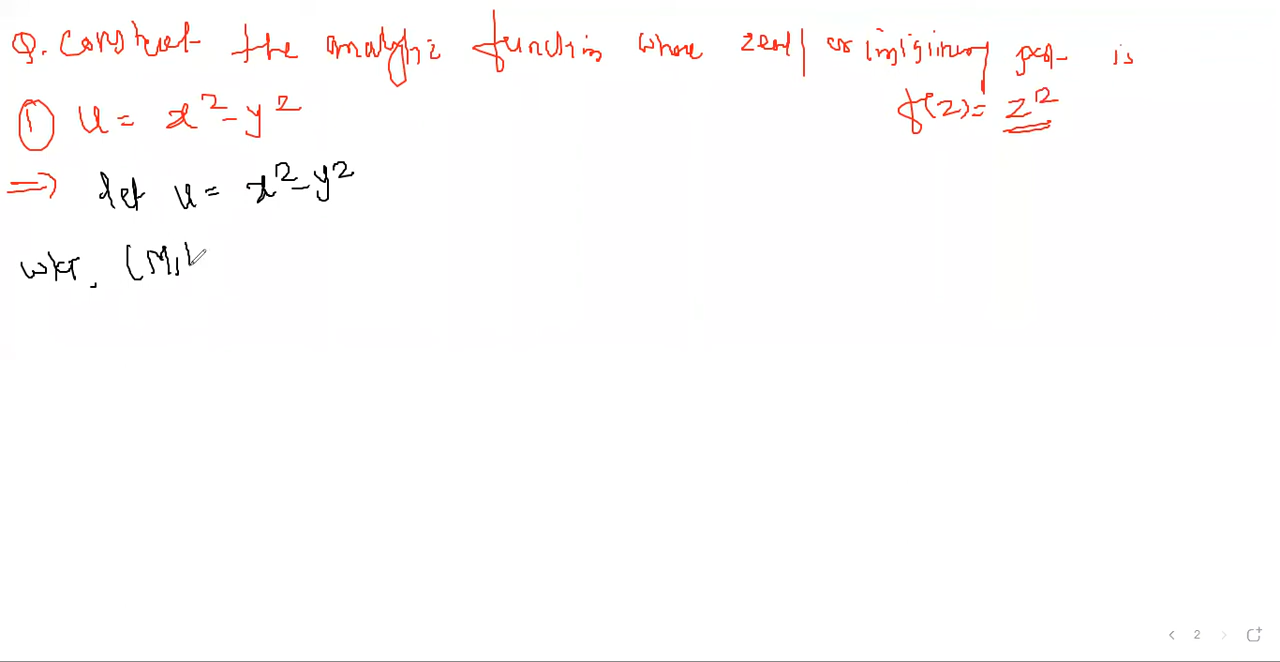 Q. Construct the analytic function whose real or imaginary part is
① u = x² - y²
f(z) = z²
⇒ let u = x² - y²
WKT, (M,V
2